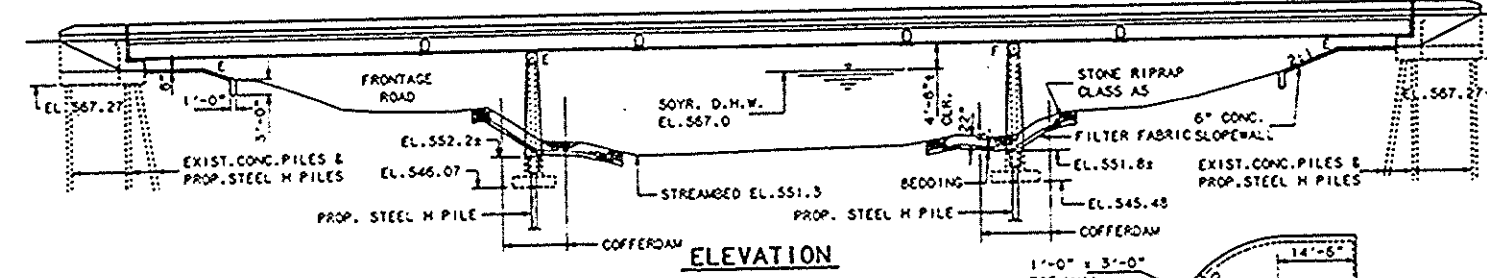 EL.567.27
1'-0"
3'-0"
6"
E
FRONTAGE
ROAD
E
50YR. D.H.W.
EL.567.0
4'-6"±
CLR.
22"
F
STONE RIPRAP
CLASS A5
E
2:1
6" CONC.
SLOPEWALL
FILTER FABRIC
EL.567.27
EXIST.CONC.PILES &
PROP.STEEL H PILES
EL.552.2±
EL.546.07
STREAMBED EL.551.3
BEDDING
EL.551.8±
EL.545.45
EXIST.CONC.PILES &
PROP.STEEL H PILES
PROP. STEEL H PILE
PROP. STEEL H PILE
COFFERDAM
COFFERDAM
ELEVATION
1'-0" x 3'-0"
14'-6"